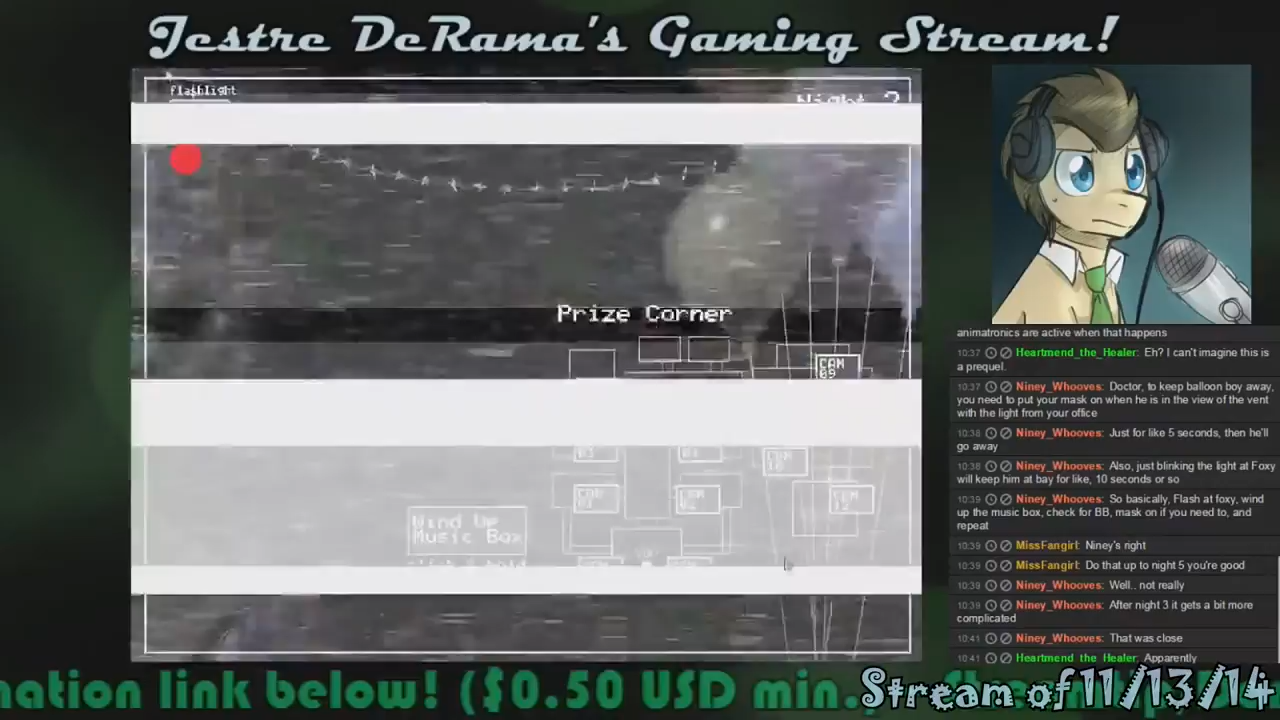 Jestre DeRama's Gaming Stream!
flashlight
Night 2
Prize Corner
CAM
09
CAM
10
CAM
12
Wind Up
Music Box
click & hold
animatronics are active when that happens
10:37 Heartmend_the_Healer: Eh? I can't imagine this is
a prequel.
10:37 Niney_Whooves: Doctor, to keep balloon boy away,
you need to put your mask on when he is in the view of the vent
with the light from your office
10:38 Niney_Whooves: Just for like 5 seconds, then he'll
go away
10:38 Niney_Whooves: Also, just blinking the light at Foxy
will keep him at bay for like, 10 seconds or so
10:39 Niney_Whooves: So basically, Flash at foxy, wind
up the music box, check for BB, mask on if you need to, and
repeat
10:39 MissFangirl: Niney's right
10:39 MissFangirl: Do that up to night 5 you're good
10:39 Niney_Whooves: Well.. not really
10:39 Niney_Whooves: After night 3 it gets a bit more
complicated
10:41 Niney_Whooves: That was close
10:41 Heartmend_the_Healer: Apparently
nation link below! ($0.50 USD min.)
Stream of 11/13/14